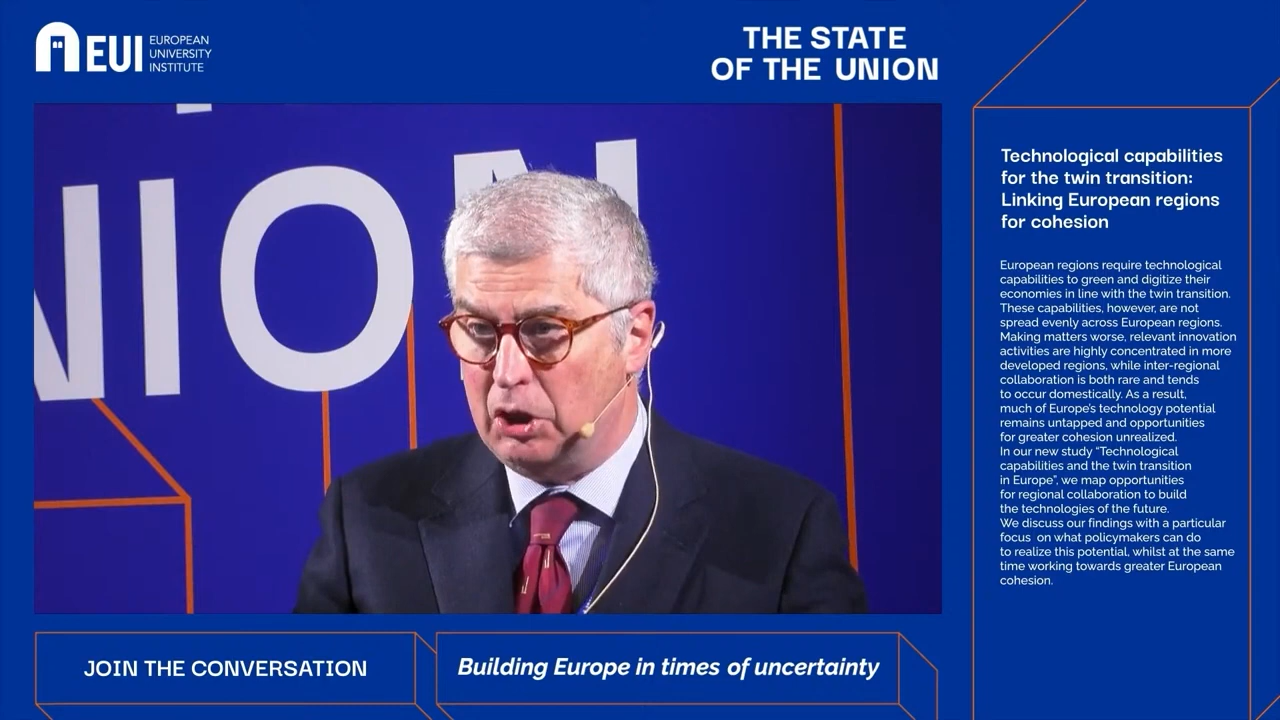 EUI
EUROPEAN
UNIVERSITY
INSTITUTE
THE STATE
OF THE UNION
NION
Technological capabilities
for the twin transition:
Linking European regions
for cohesion
European regions require technological
capabilities to green and digitize their
economies in line with the twin transition.
These capabilities, however, are not
spread evenly across European regions.
Making matters worse, relevant innovation
activities are highly concentrated in more
developed regions, while inter-regional
collaboration is both rare and tends
to occur domestically. As a result,
much of Europe's technology potential
remains untapped and opportunities
for greater cohesion unrealized.
In our new study “Technological
capabilities and the twin transition
in Europe”, we map opportunities
for regional collaboration to build
the technologies of the future.
We discuss our findings with a particular
focus on what policymakers can do
to realize this potential, whilst at the same
time working towards greater European
cohesion.
JOIN THE CONVERSATION
Building Europe in times of uncertainty